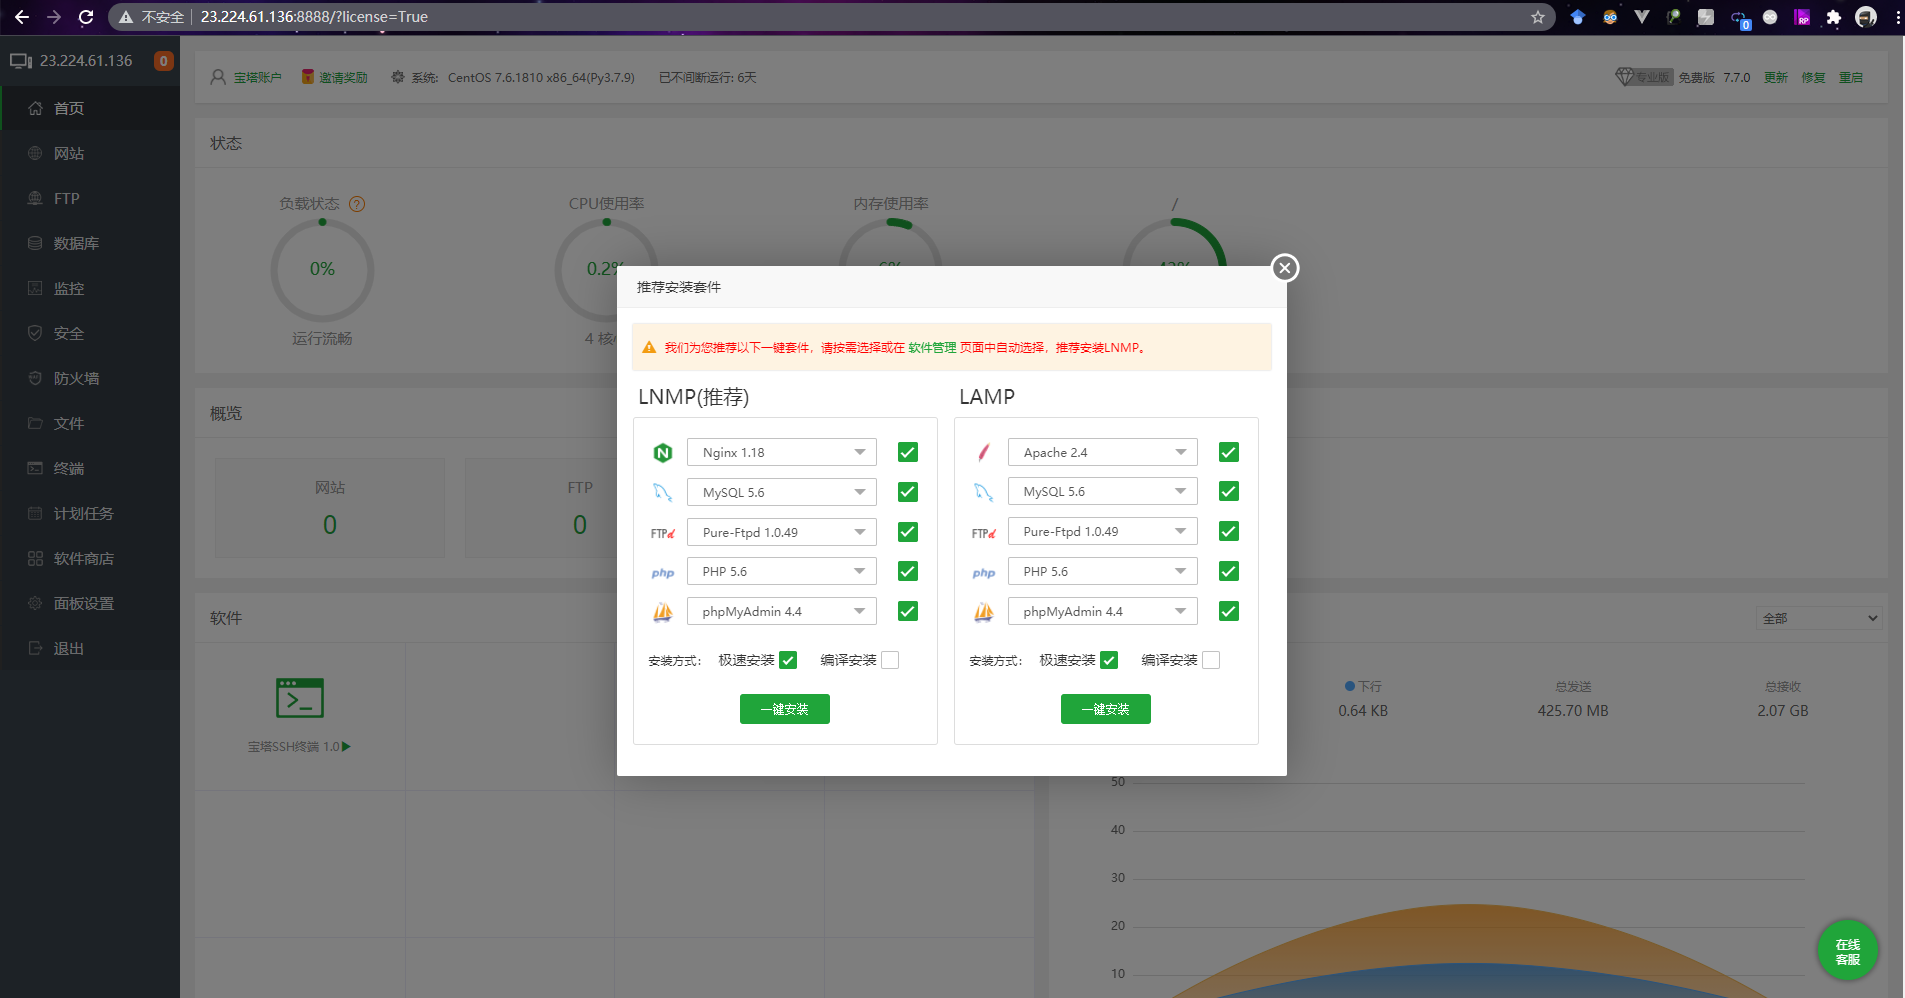 不安全 23.224.61.136:8888/?license=True
0
RP
23.224.61.136 0
首页
网站
FTP
数据库
监控
安全
防火墙
文件
终端
计划任务
软件商店
面板设置
退出
宝塔账户 邀请奖励 系统: CentOS 7.6.1810 x86_64(Py3.7.9) 已不间断运行: 6天
专业版 免费版 7.7.0 更新 修复 重启
状态
负载状态 ? CPU使用率 内存使用率 /
0% 0.2%
运行流畅 4 核
概览
网站 FTP
0 0
软件
宝塔SSH终端 1.0
推荐安装套件
我们为您推荐以下一键套件，请按需选择或在 软件管理 页面中自动选择，推荐安装LNMP。
LNMP(推荐)
Nginx 1.18
MySQL 5.6
FTPd Pure-Ftpd 1.0.49
php PHP 5.6
phpMyAdmin 4.4
安装方式： 极速安装 编译安装
一键安装
LAMP
Apache 2.4
MySQL 5.6
FTPd Pure-Ftpd 1.0.49
php PHP 5.6
phpMyAdmin 4.4
安装方式： 极速安装 编译安装
一键安装
全部
下行 总发送 总接收
0.64 KB 425.70 MB 2.07 GB
50
40
30
20
10
在线
客服